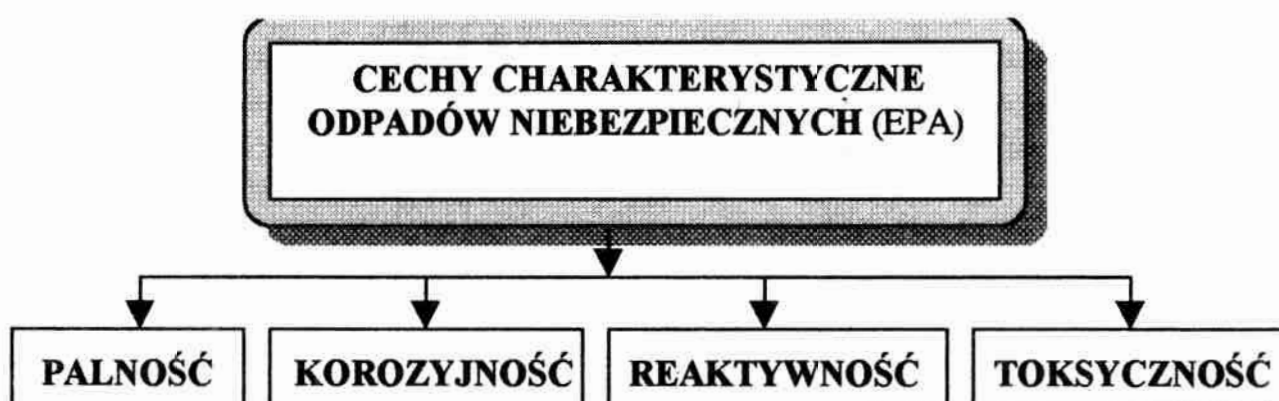 CECHY CHARAKTERYSTYCZNE
ODPADÓW NIEBEZPIECZNYCH (EPA)
PALNOŚĆ
KOROZYJNOŚĆ
REAKTYWNOŚĆ
TOKSYCZNOŚĆ